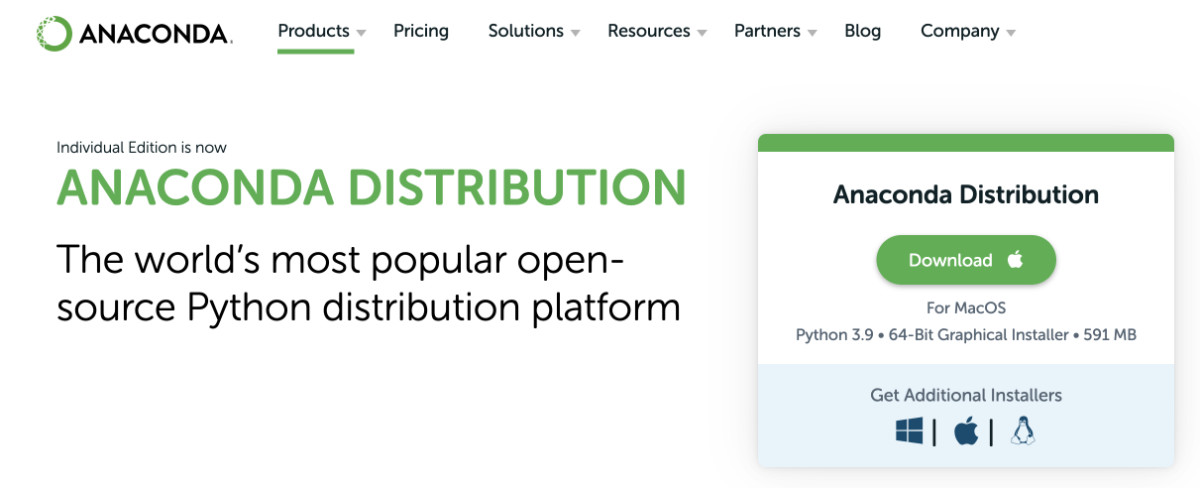 ANACONDA.
Products Pricing Solutions Resources Partners Blog Company
Individual Edition is now
ANACONDA DISTRIBUTION
The world's most popular open-
source Python distribution platform
Anaconda Distribution
Download
For MacOS
Python 3.9 • 64-Bit Graphical Installer • 591 MB
Get Additional Installers